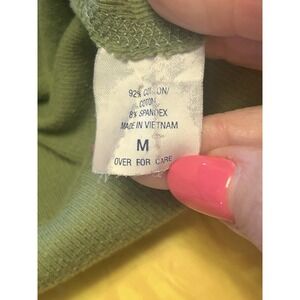 92% COTTON/
COTON
8% SPANDEX
MADE IN VIETNAM
M
OVER FOR CARE